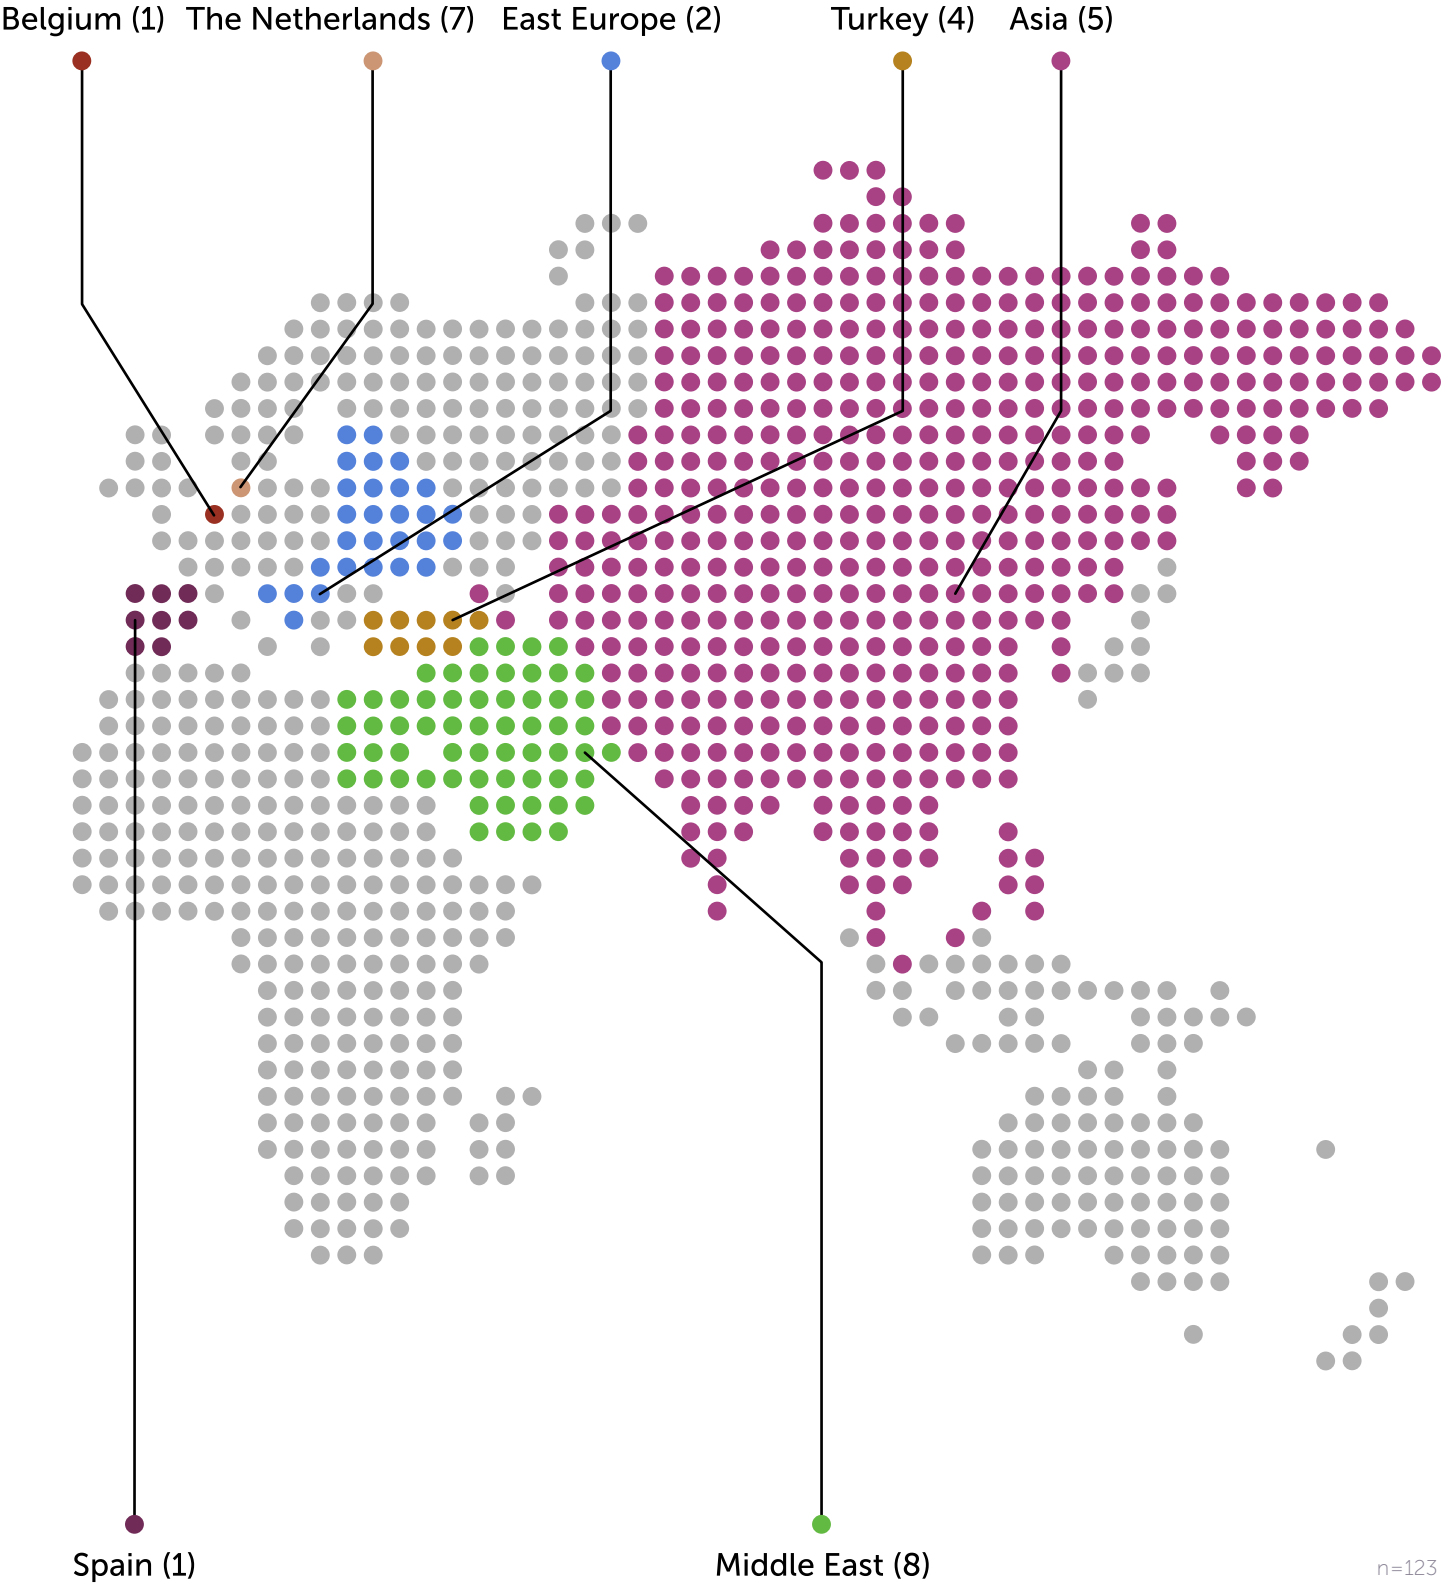 Belgium (1) The Netherlands (7) East Europe (2) Turkey (4) Asia (5)
Spain (1) Middle East (8)
n=123